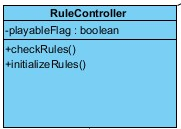 RuleController
-playableFlag : boolean
+checkRules()
+initializeRules()